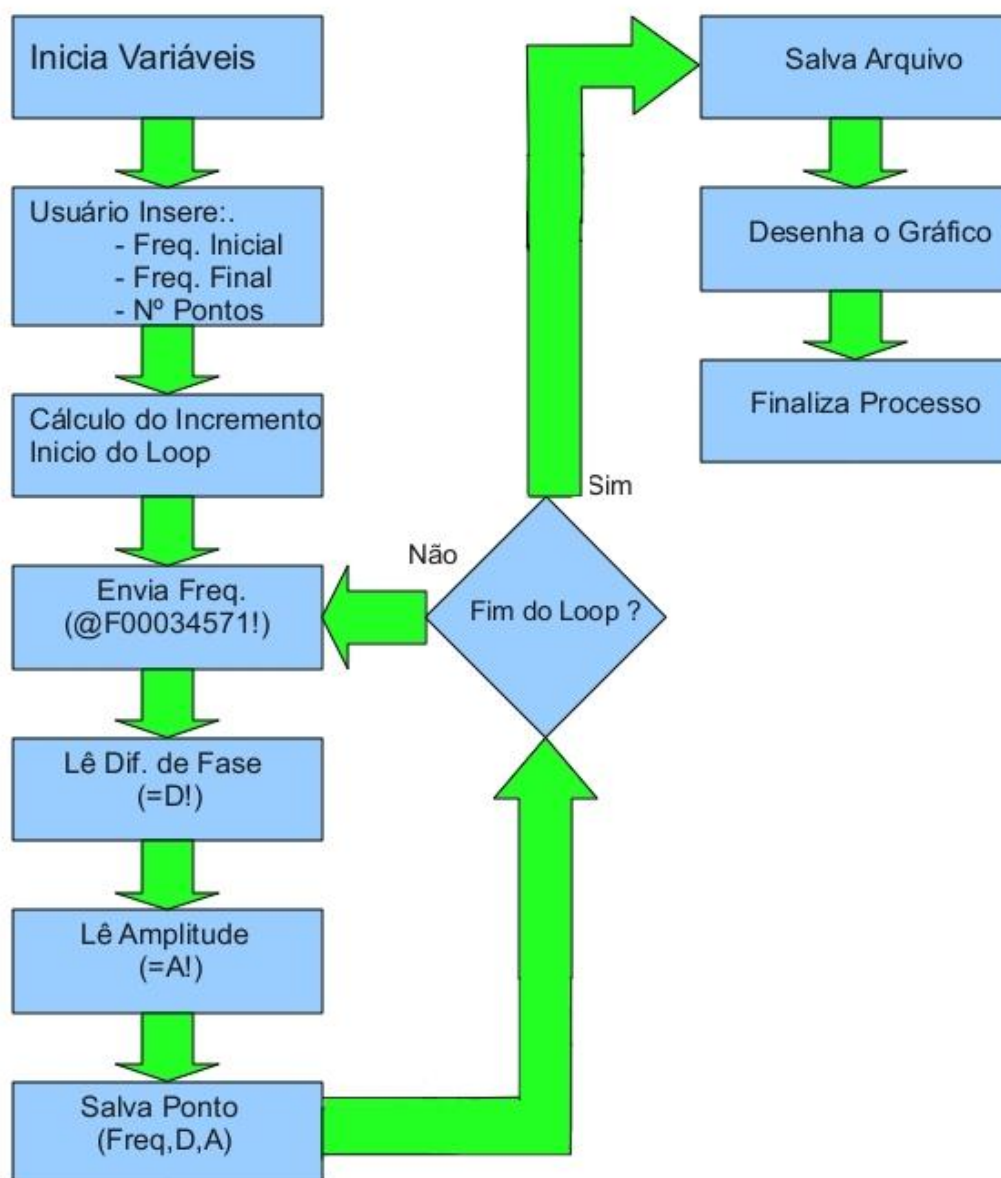 Inicia Variáveis
Usuário Insere:.
- Freq. Inicial
- Freq. Final
- Nº Pontos
Cálculo do Incremento
Inicio do Loop
Envia Freq.
(@F00034571!)
Lê Dif. de Fase
(=D!)
Lê Amplitude
(=A!)
Salva Ponto
(Freq,D,A)
Fim do Loop ?
Não
Sim
Salva Arquivo
Desenha o Gráfico
Finaliza Processo